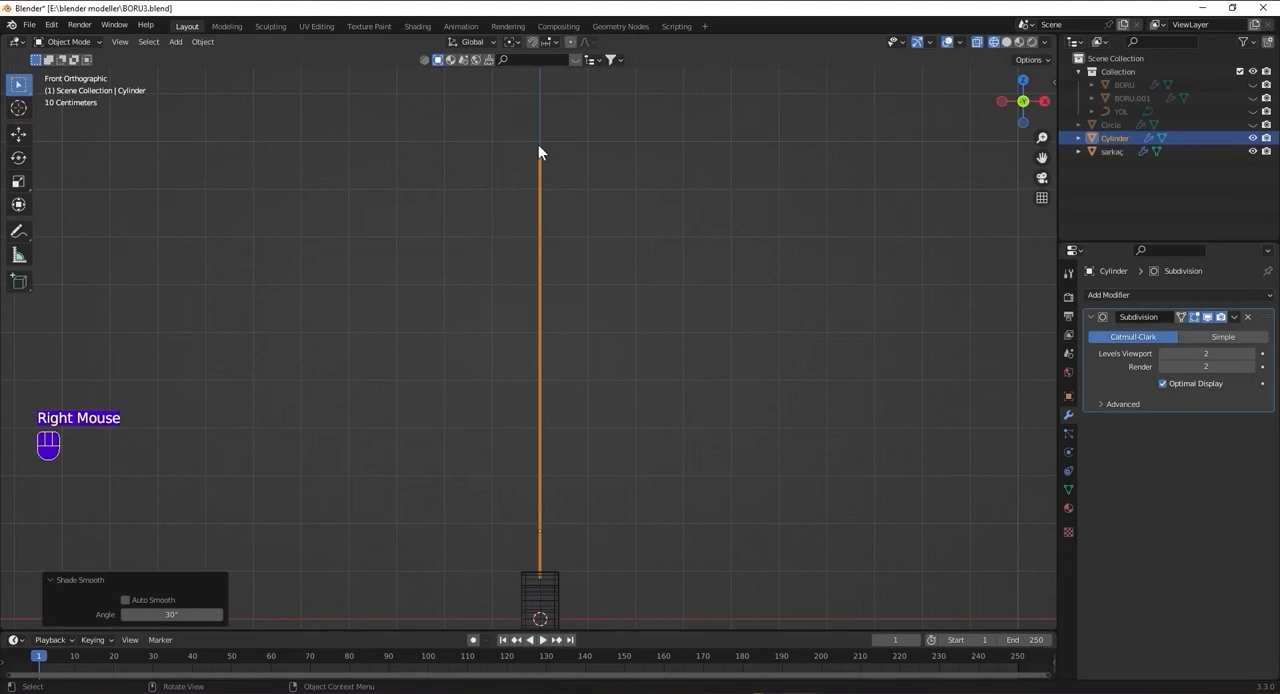 Blender* [E:\blender modeller\BORU3.blend]
File Edit Render Window Help Layout Modeling Sculpting UV Editing Texture Paint Shading Animation Rendering Compositing Geometry Nodes Scripting + Scene ViewLayer
Object Mode View Select Add Object Global
Options
Front Orthographic
(1) Scene Collection | Cylinder
10 Centimeters
Z
Y
X
Scene Collection
Collection
BORU
BORU.001
YOL
Circle
Cylinder
sarkaç
Cylinder > Subdivision
Add Modifier
Subdivision
Catmull-Clark Simple
Levels Viewport 2
Render 2
Optimal Display
Advanced
Right Mouse
Shade Smooth
Auto Smooth
Angle 30°
Playback Keying View Marker 1 Start 1 End 250
1 10 20 30 40 50 60 70 80 90 100 110 120 130 140 150 160 170 180 190 200 210 220 230 240 250
Select Rotate View Object Context Menu 3.3.0